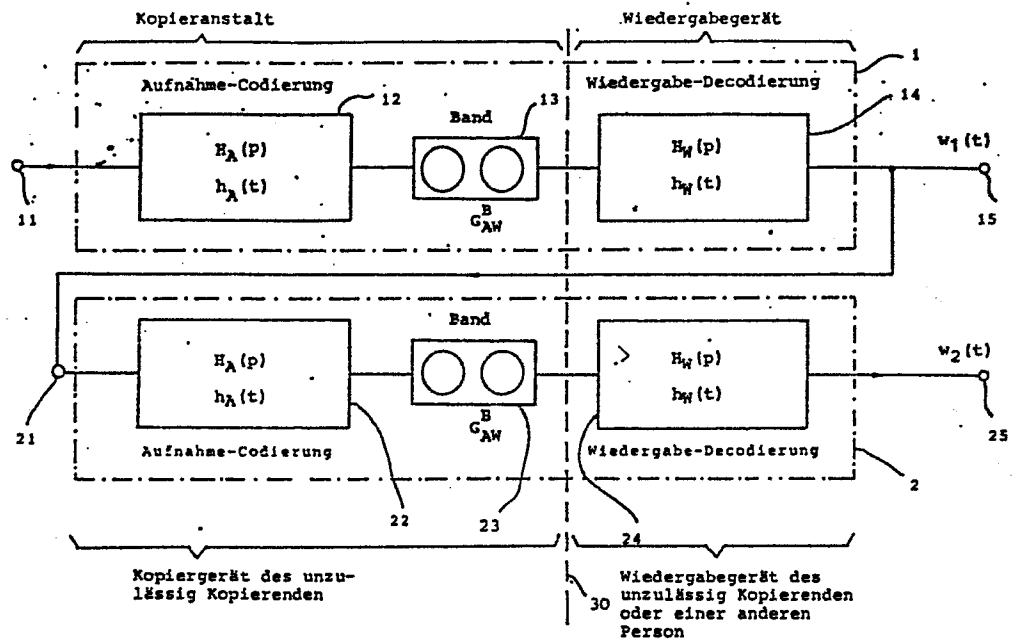 Kopieranstalt
Wiedergabegerät
1
Aufnahme-Codierung
12
13
Wiedergabe-Decodierung
14
Band
H_A(p)
h_A(t)
H_W(p)
h_W(t)
w_1(t)
11
G_AW^B
15
Band
H_A(p)
h_A(t)
H_W(p)
h_W(t)
w_2(t)
21
G_AW^B
25
Aufnahme-Codierung
Wiedergabe-Decodierung
2
22
23
24
Kopiergerät des unzu-
lässig Kopierenden
30
Wiedergabegerät des
unzulässig Kopierenden
oder einer anderen
Person